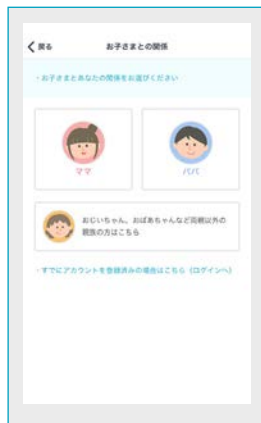 戻る お子さまとの関係
・お子さまとあなたの関係をお選びください
ママ パパ
おじいちゃん、おばあちゃんなど両親以外の
親族の方はこちら
・すでにアカウントを登録済みの場合はこちら（ログインへ）